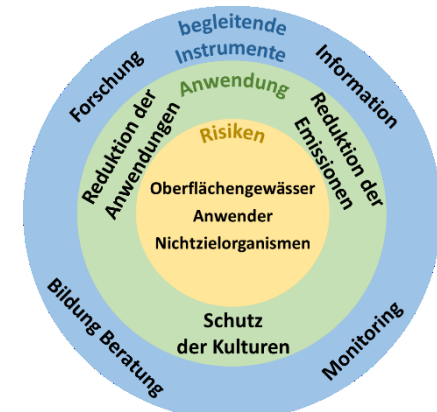 begleitende
Instrumente
Forschung
Information
Anwendung
Reduktion der
Anwendungen
Reduktion der
Emissionen
Risiken
Oberflächengewässer
Anwender
Nichtzielorganismen
Schutz
der Kulturen
Bildung Beratung
Monitoring